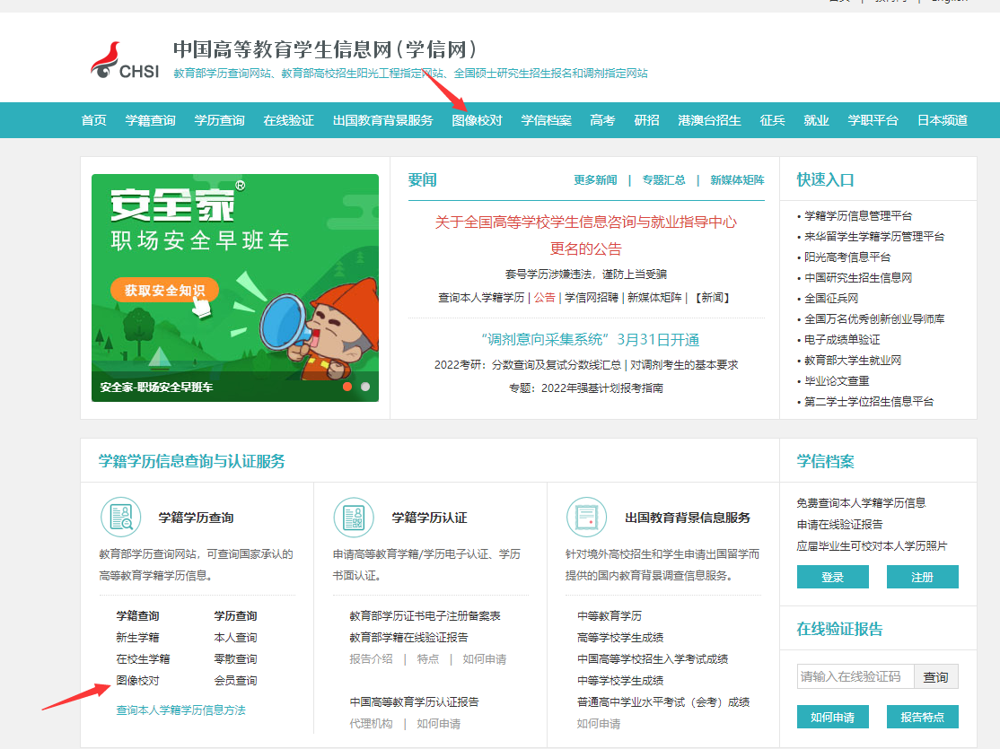 首页 | 教育网 | English
中国高等教育学生信息网(学信网)
CHSI
教育部学历查询网站、教育部高校招生阳光工程指定网站、全国硕士研究生招生报名和调剂指定网站
首页 学籍查询 学历查询 在线验证 出国教育背景服务 图像校对 学信档案 高考 研招 港澳台招生 征兵 就业 学职平台 日本频道
安全家®
职场安全早班车
获取安全知识
安全家-职场安全早班车
要闻
更多新闻 | 专题汇总 | 新媒体矩阵
关于全国高等学校学生信息咨询与就业指导中心
更名的公告
套号学历涉嫌违法，谨防上当受骗
查询本人学籍学历 | 公告 | 学信网招聘 | 新媒体矩阵 | 【新闻】
“调剂意向采集系统”3月31日开通
2022考研：分数查询及复试分数线汇总 | 对调剂考生的基本要求
专题：2022年强基计划报考指南
快速入口
• 学籍学历信息管理平台
• 来华留学生学籍学历管理平台
• 阳光高考信息平台
• 中国研究生招生信息网
• 全国征兵网
• 全国万名优秀创新创业导师库
• 电子成绩单验证
• 教育部大学生就业网
• 毕业论文查重
• 第二学士学位招生信息平台
学籍学历信息查询与认证服务
学籍学历查询
教育部学历查询网站，可查询国家承认的
高等教育学籍学历信息。
学籍查询 学历查询
新生学籍 本人查询
在校生学籍 零散查询
图像校对 会员查询
查询本人学籍学历信息方法
学籍学历认证
申请高等教育学籍/学历电子认证、学历
书面认证。
教育部学历证书电子注册备案表
教育部学籍在线验证报告
报告介绍 | 特点 | 如何申请
中国高等教育学历认证报告
代理机构 | 如何申请
出国教育背景信息服务
针对境外高校招生和学生申请出国留学而
提供的国内教育背景调查信息服务。
中等教育学历
高等学校学生成绩
中国高等学校招生入学考试成绩
中等学校学生成绩
普通高中学业水平考试（会考）成绩
如何申请
学信档案
免费查询本人学籍学历信息
申请在线验证报告
应届毕业生可校对本人学历照片
登录 注册
在线验证报告
请输入在线验证码 查询
如何申请 报告特点